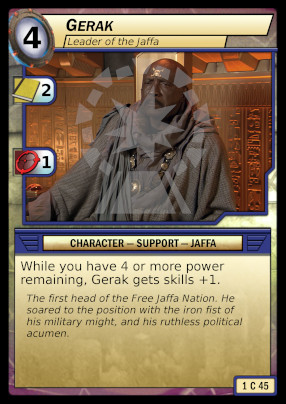 4
GERAK
Leader of the Jaffa
2
1
CHARACTER – SUPPORT – JAFFA
While you have 4 or more power
remaining, Gerak gets skills +1.
The first head of the Free Jaffa Nation. He
soared to the position with the iron fist of
his military might, and his ruthless political
acumen.
1 C 45